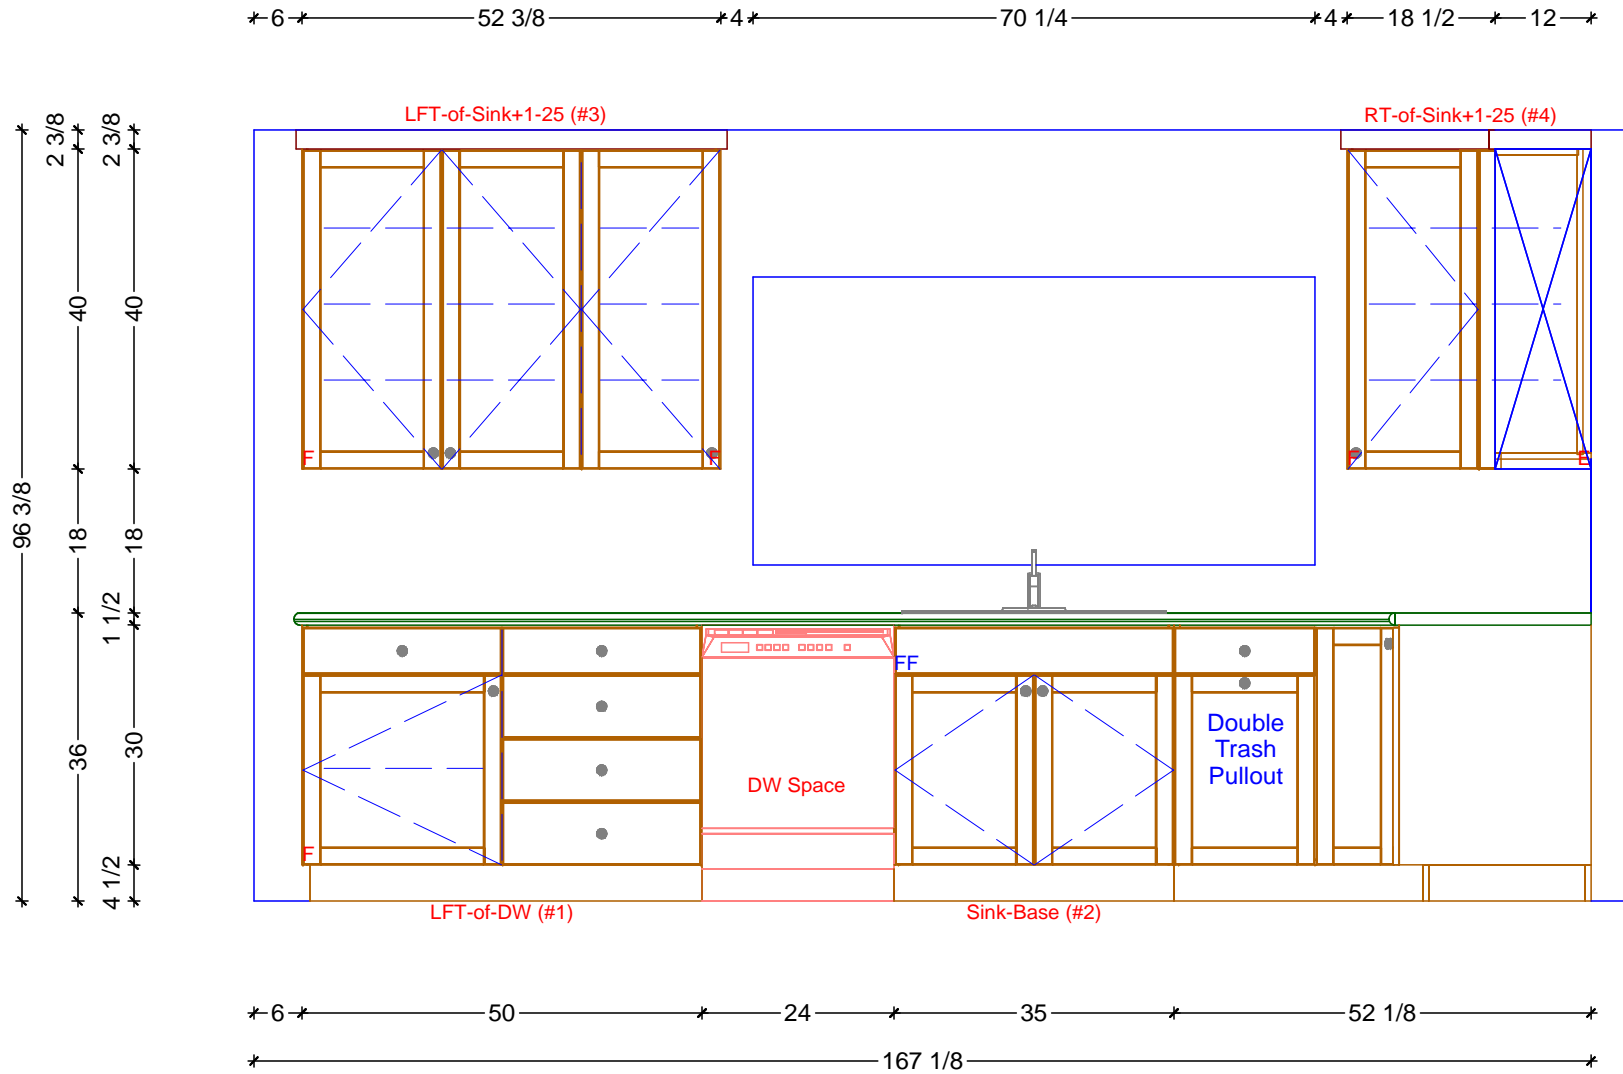 6 52 3/8 4 70 1/4 4 18 1/2 12
LFT-of-Sink+1-25 (#3)
RT-of-Sink+1-25 (#4)
2 3/8
2 3/8
40
40
F
F
F
E
96 3/8
18
18
1 1/2
FF
Double
Trash
Pullout
36
30
DW Space
F
4 1/2
LFT-of-DW (#1)
Sink-Base (#2)
6 50 24 35 52 1/8
167 1/8